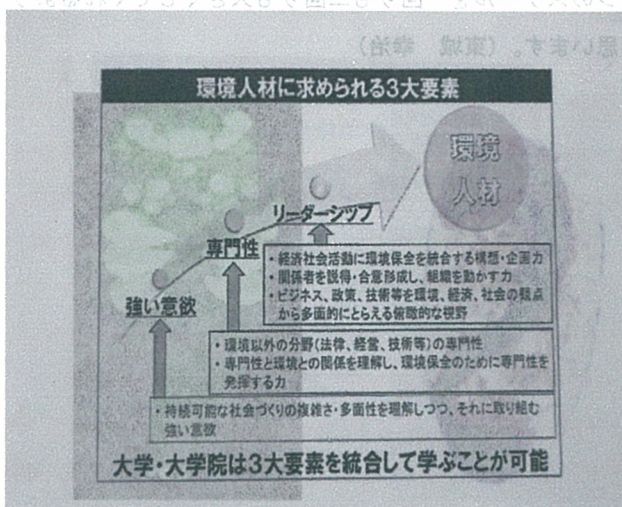 思います。(東城 幸治)
環境人材に求められる3大要素
環境
人材
リーダーシップ
専門性
強い意欲
・経済社会活動に環境保全を統合する構想・企画力
・関係者を説得・合意形成し、組織を動かす力
・ビジネス、政策、技術等を環境、経済、社会の観点
から多面的にとらえる俯瞰的な視野
・環境以外の分野(法律、経営、技術等)の専門性
・専門性と環境との関係を理解し、環境保全のために専門性を
発揮する力
・持続可能な社会づくりの複雑さ・多面性を理解しつつ、それに取り組む
強い意欲
大学・大学院は3大要素を統合して学ぶことが可能